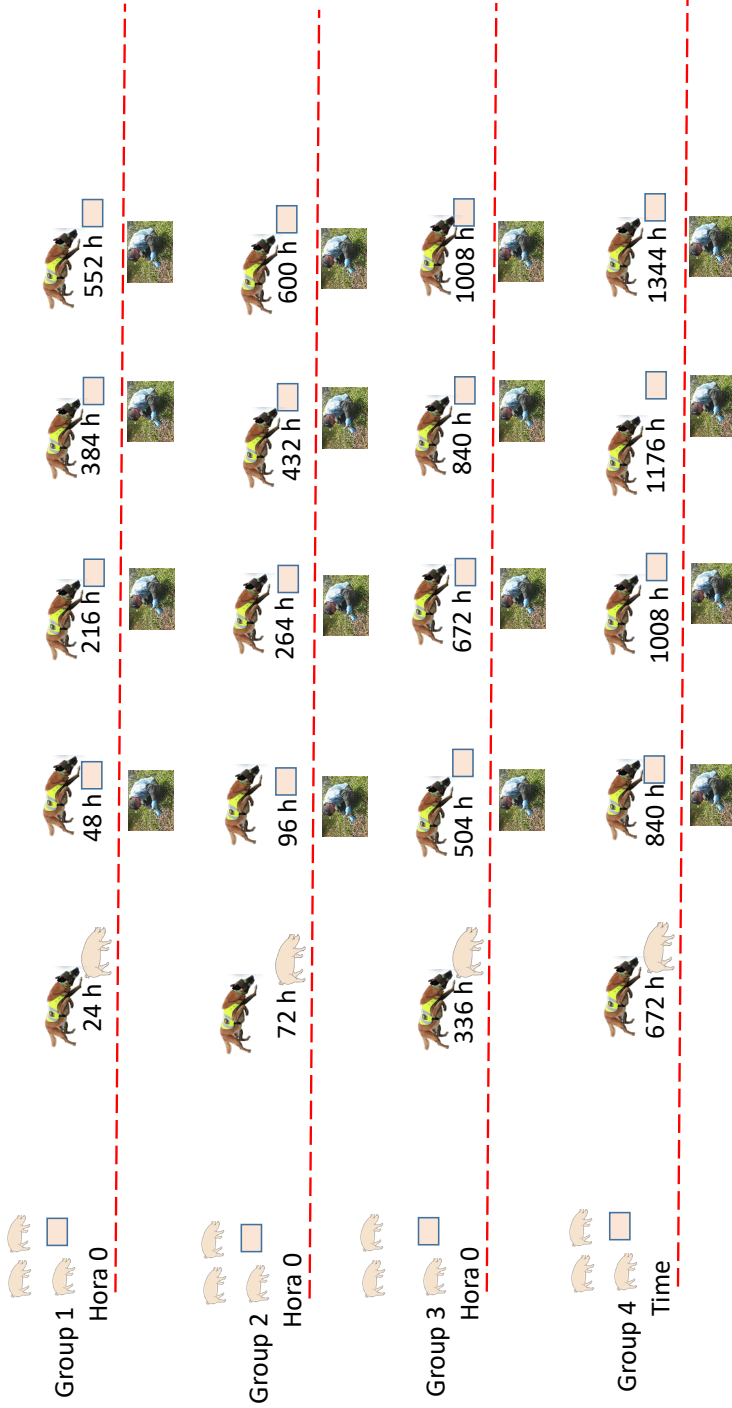 Group 1
Hora 0
24 h
48 h
216 h
384 h
552 h
Group 2
Hora 0
72 h
96 h
264 h
432 h
600 h
Group 3
Hora 0
336 h
504 h
672 h
840 h
1008 h
Group 4
Time
672 h
840 h
1008 h
1176 h
1344 h